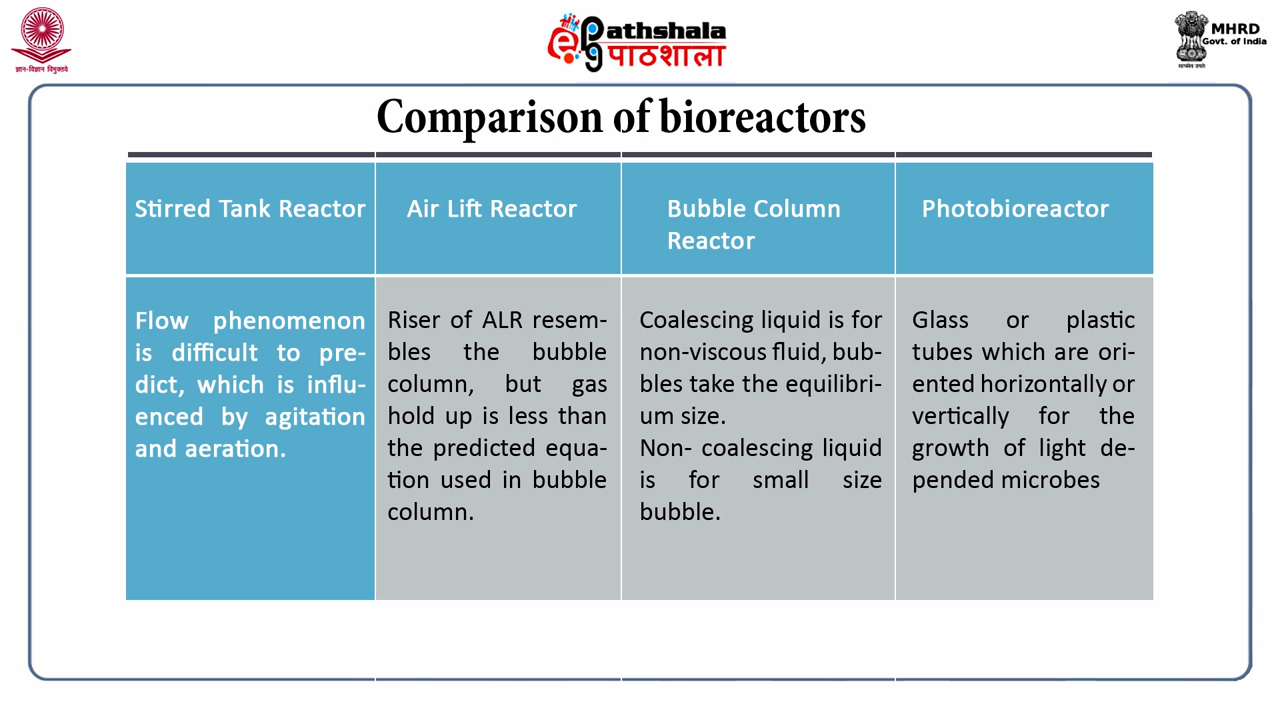 ज्ञान-विज्ञान विमुक्तये
ePathshala
पाठशाला
MHRD
Govt. of India
सत्यमेव जयते
Comparison of bioreactors
Stirred Tank Reactor
Air Lift Reactor
Bubble Column
Reactor
Photobioreactor
Flow phenomenon
is difficult to pre-
dict, which is influ-
enced by agitation
and aeration.
Riser of ALR resem-
bles the bubble
column, but gas
hold up is less than
the predicted equa-
tion used in bubble
column.
Coalescing liquid is for
non-viscous fluid, bub-
bles take the equilibri-
um size.
Non- coalescing liquid
is for small size
bubble.
Glass or plastic
tubes which are ori-
ented horizontally or
vertically for the
growth of light de-
pended microbes